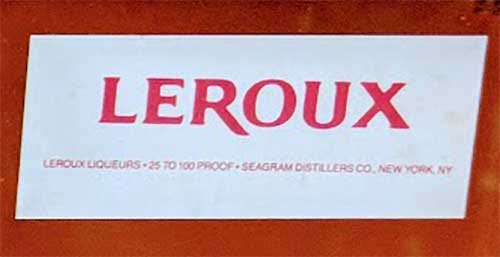 LEROUX
LEROUX LIQUEURS • 25 TO 100 PROOF • SEAGRAM DISTILLERS CO., NEW YORK, NY